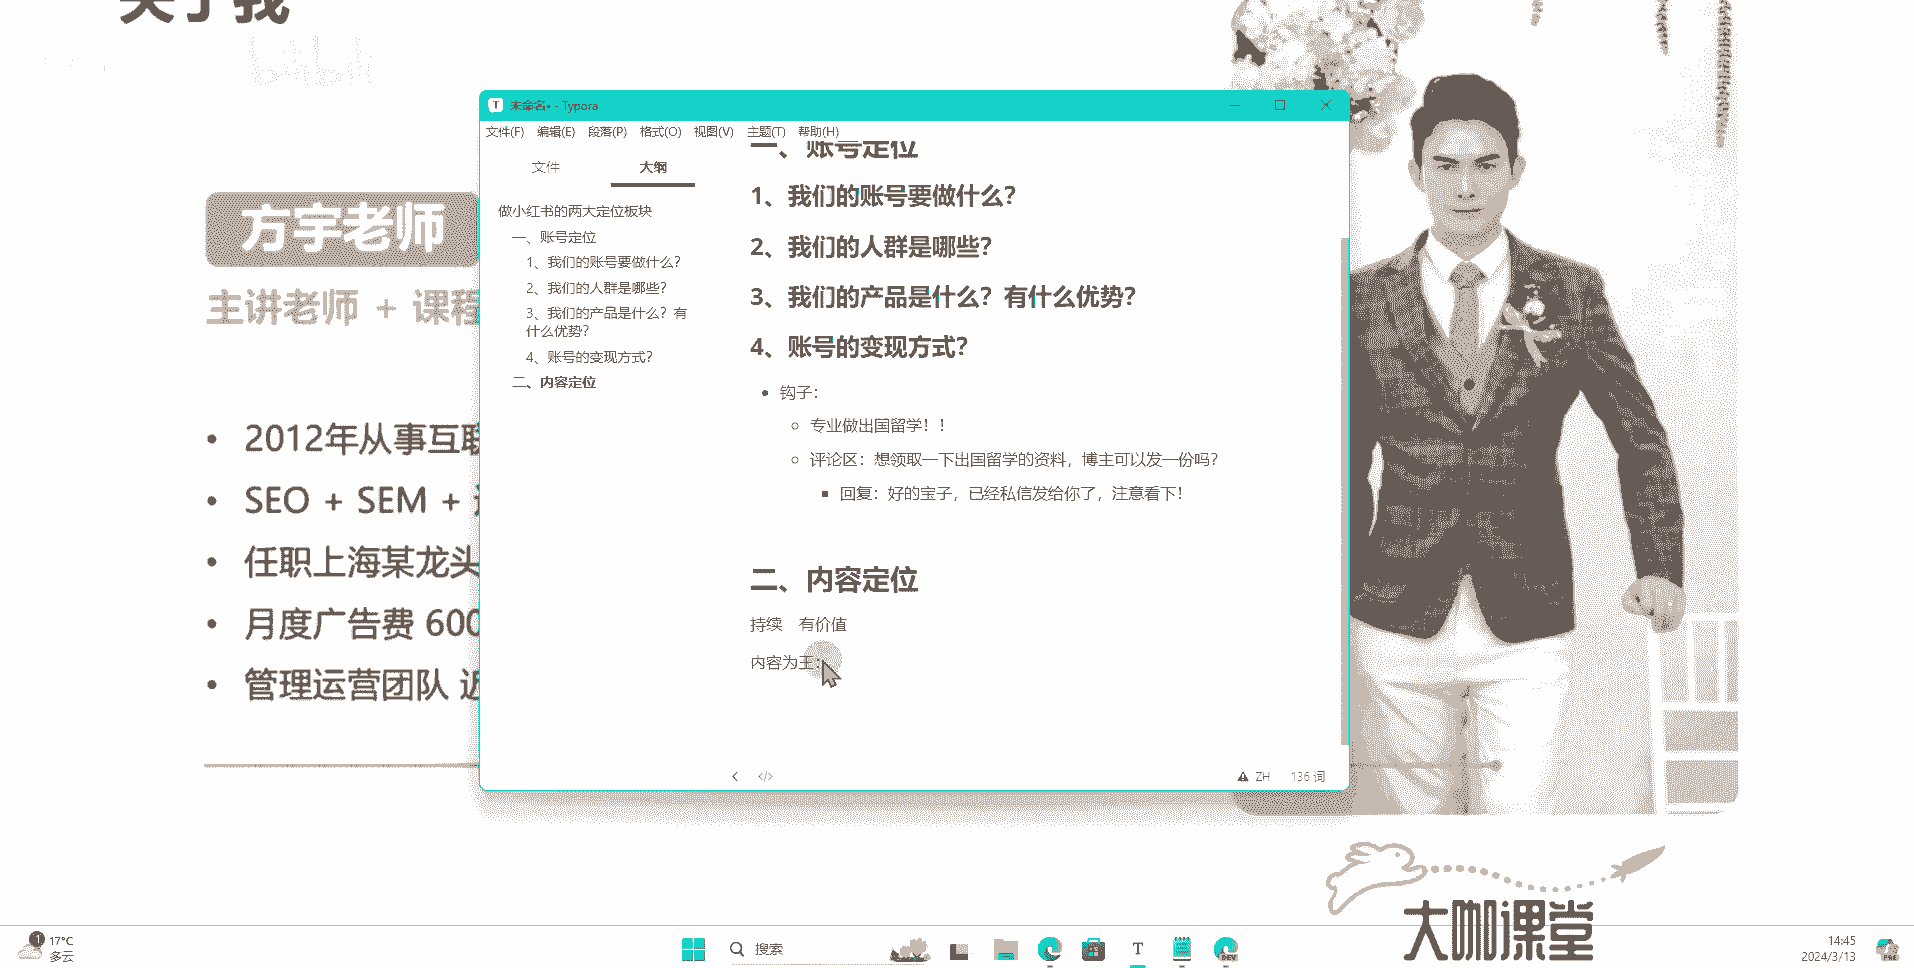 关于我
方宇老师
主讲老师 + 课程
2012年从事互联
SEO + SEM +
任职上海某龙头
月度广告费 600
管理运营团队 近
未命名• - Typora
文件(F) 编辑(E) 段落(P) 格式(O) 视图(V) 主题(T) 帮助(H)
文件 大纲
做小红书的两大定位板块
一、账号定位
1、我们的账号要做什么？
2、我们的人群是哪些？
3、我们的产品是什么？有
什么优势？
4、账号的变现方式？
二、内容定位
一、账号定位
1、我们的账号要做什么？
2、我们的人群是哪些？
3、我们的产品是什么？有什么优势？
4、账号的变现方式？
钩子：
专业做出国留学！！
评论区：想领取一下出国留学的资料，博主可以发一份吗？
回复：好的宝子，已经私信发给你了，注意看下！
二、内容定位
持续 有价值
内容为王：
ZH 136 词
大咖课堂
1 17°C
多云
搜索
T
DEV
14:45
2024/3/13
PRE